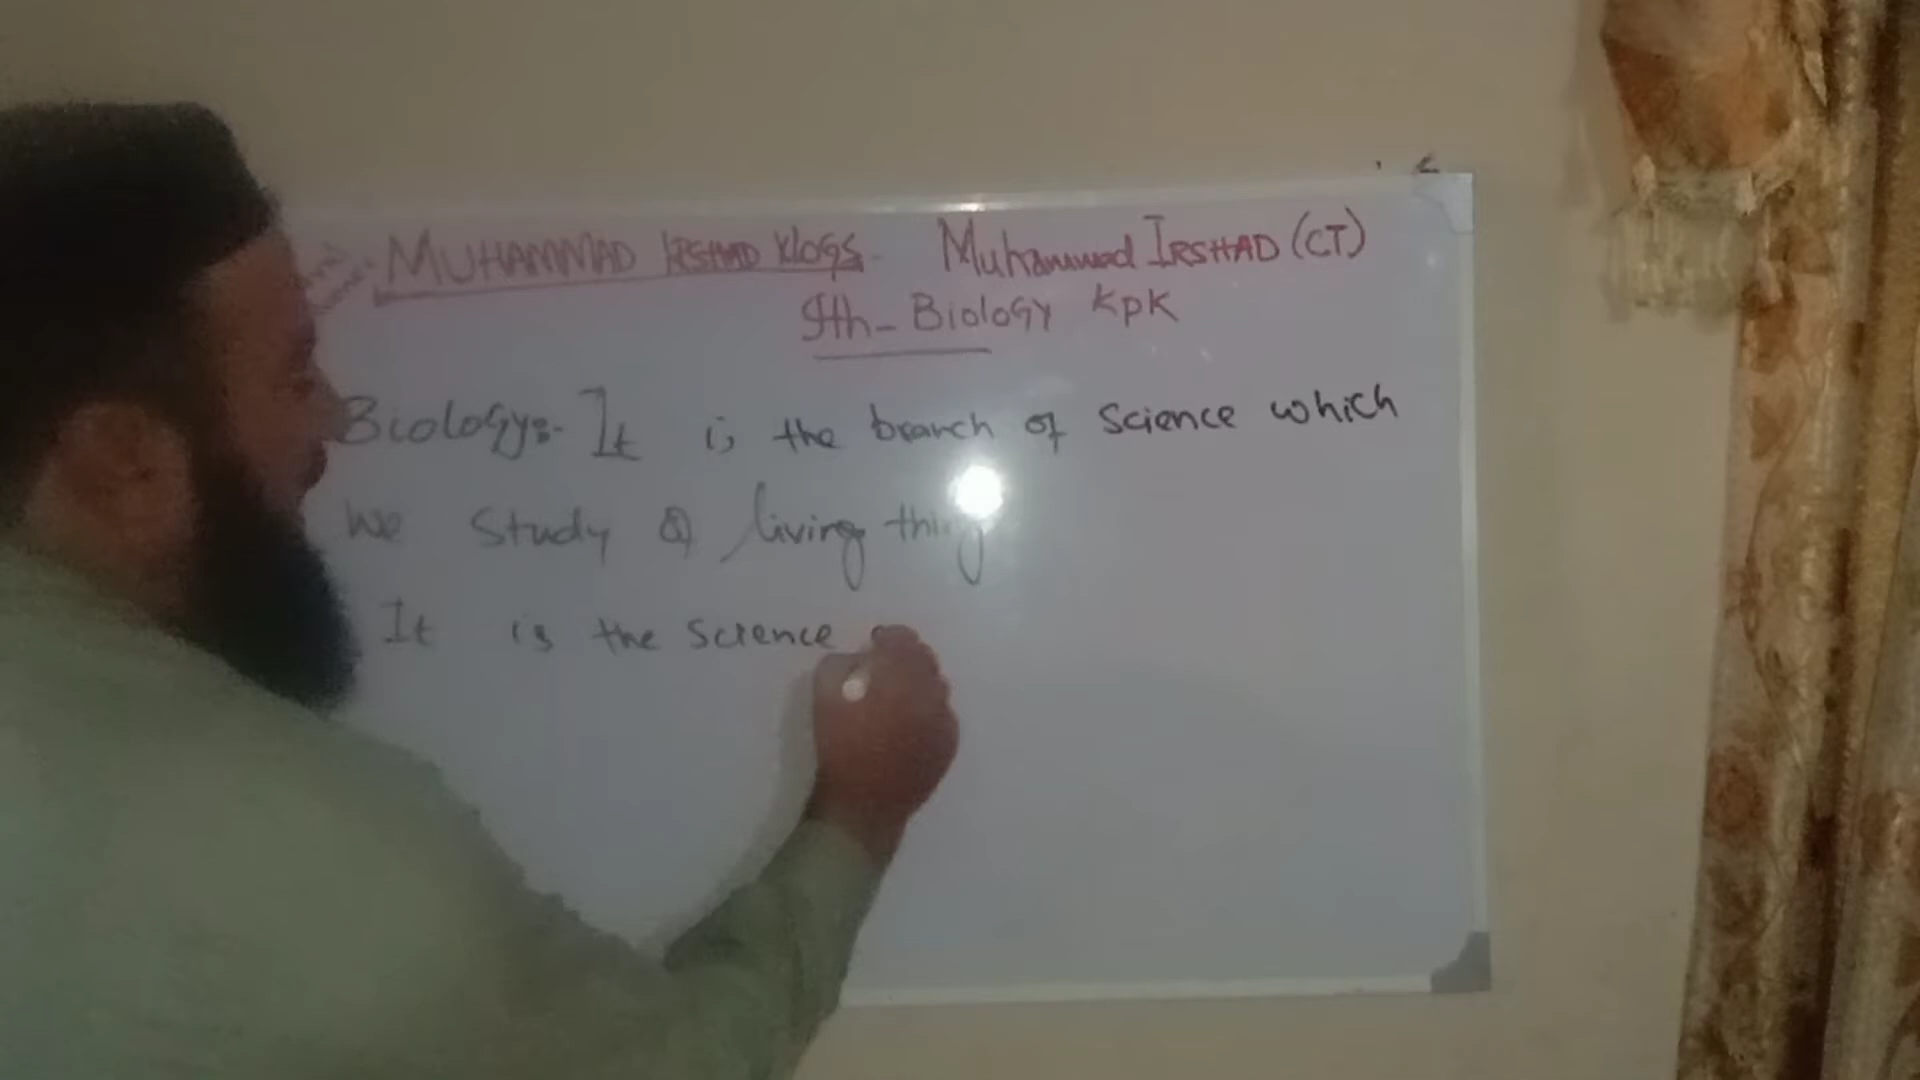 MUHAMMAD IRSHAD VLOGS Muhammad IRSHAD (CT)
9th - BIOLOGY KPK
Biology:- It is the branch of Science which
We Study living thing
It is the Science